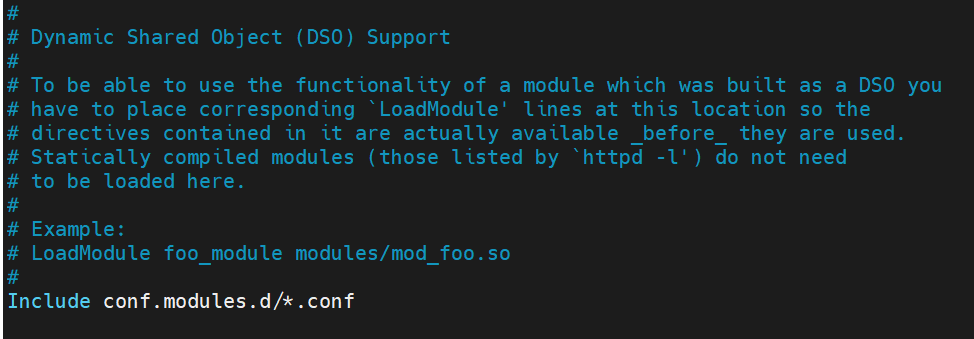 #
# Dynamic Shared Object (DSO) Support
#
# To be able to use the functionality of a module which was built as a DSO you
# have to place corresponding `LoadModule' lines at this location so the
# directives contained in it are actually available _before_ they are used.
# Statically compiled modules (those listed by `httpd -l') do not need
# to be loaded here.
#
# Example:
# LoadModule foo_module modules/mod_foo.so
#
Include conf.modules.d/*.conf